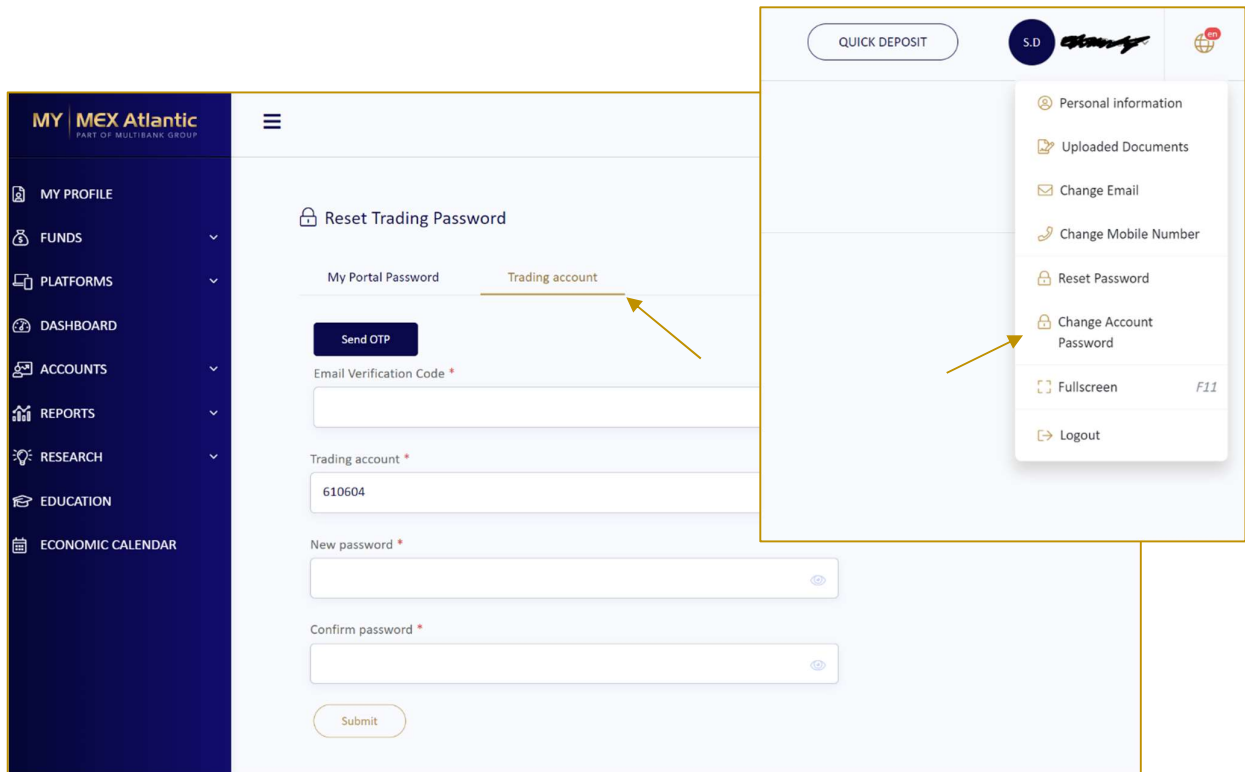 QUICK DEPOSIT
S.D
en
Personal information
Uploaded Documents
Change Email
Change Mobile Number
Reset Password
Change Account
Password
Fullscreen F11
Logout
MY MEX Atlantic
PART OF MULTIBANK GROUP
MY PROFILE
FUNDS
PLATFORMS
DASHBOARD
ACCOUNTS
REPORTS
RESEARCH
EDUCATION
ECONOMIC CALENDAR
Reset Trading Password
My Portal Password Trading account
Send OTP
Email Verification Code *
Trading account *
610604
New password *
Confirm password *
Submit